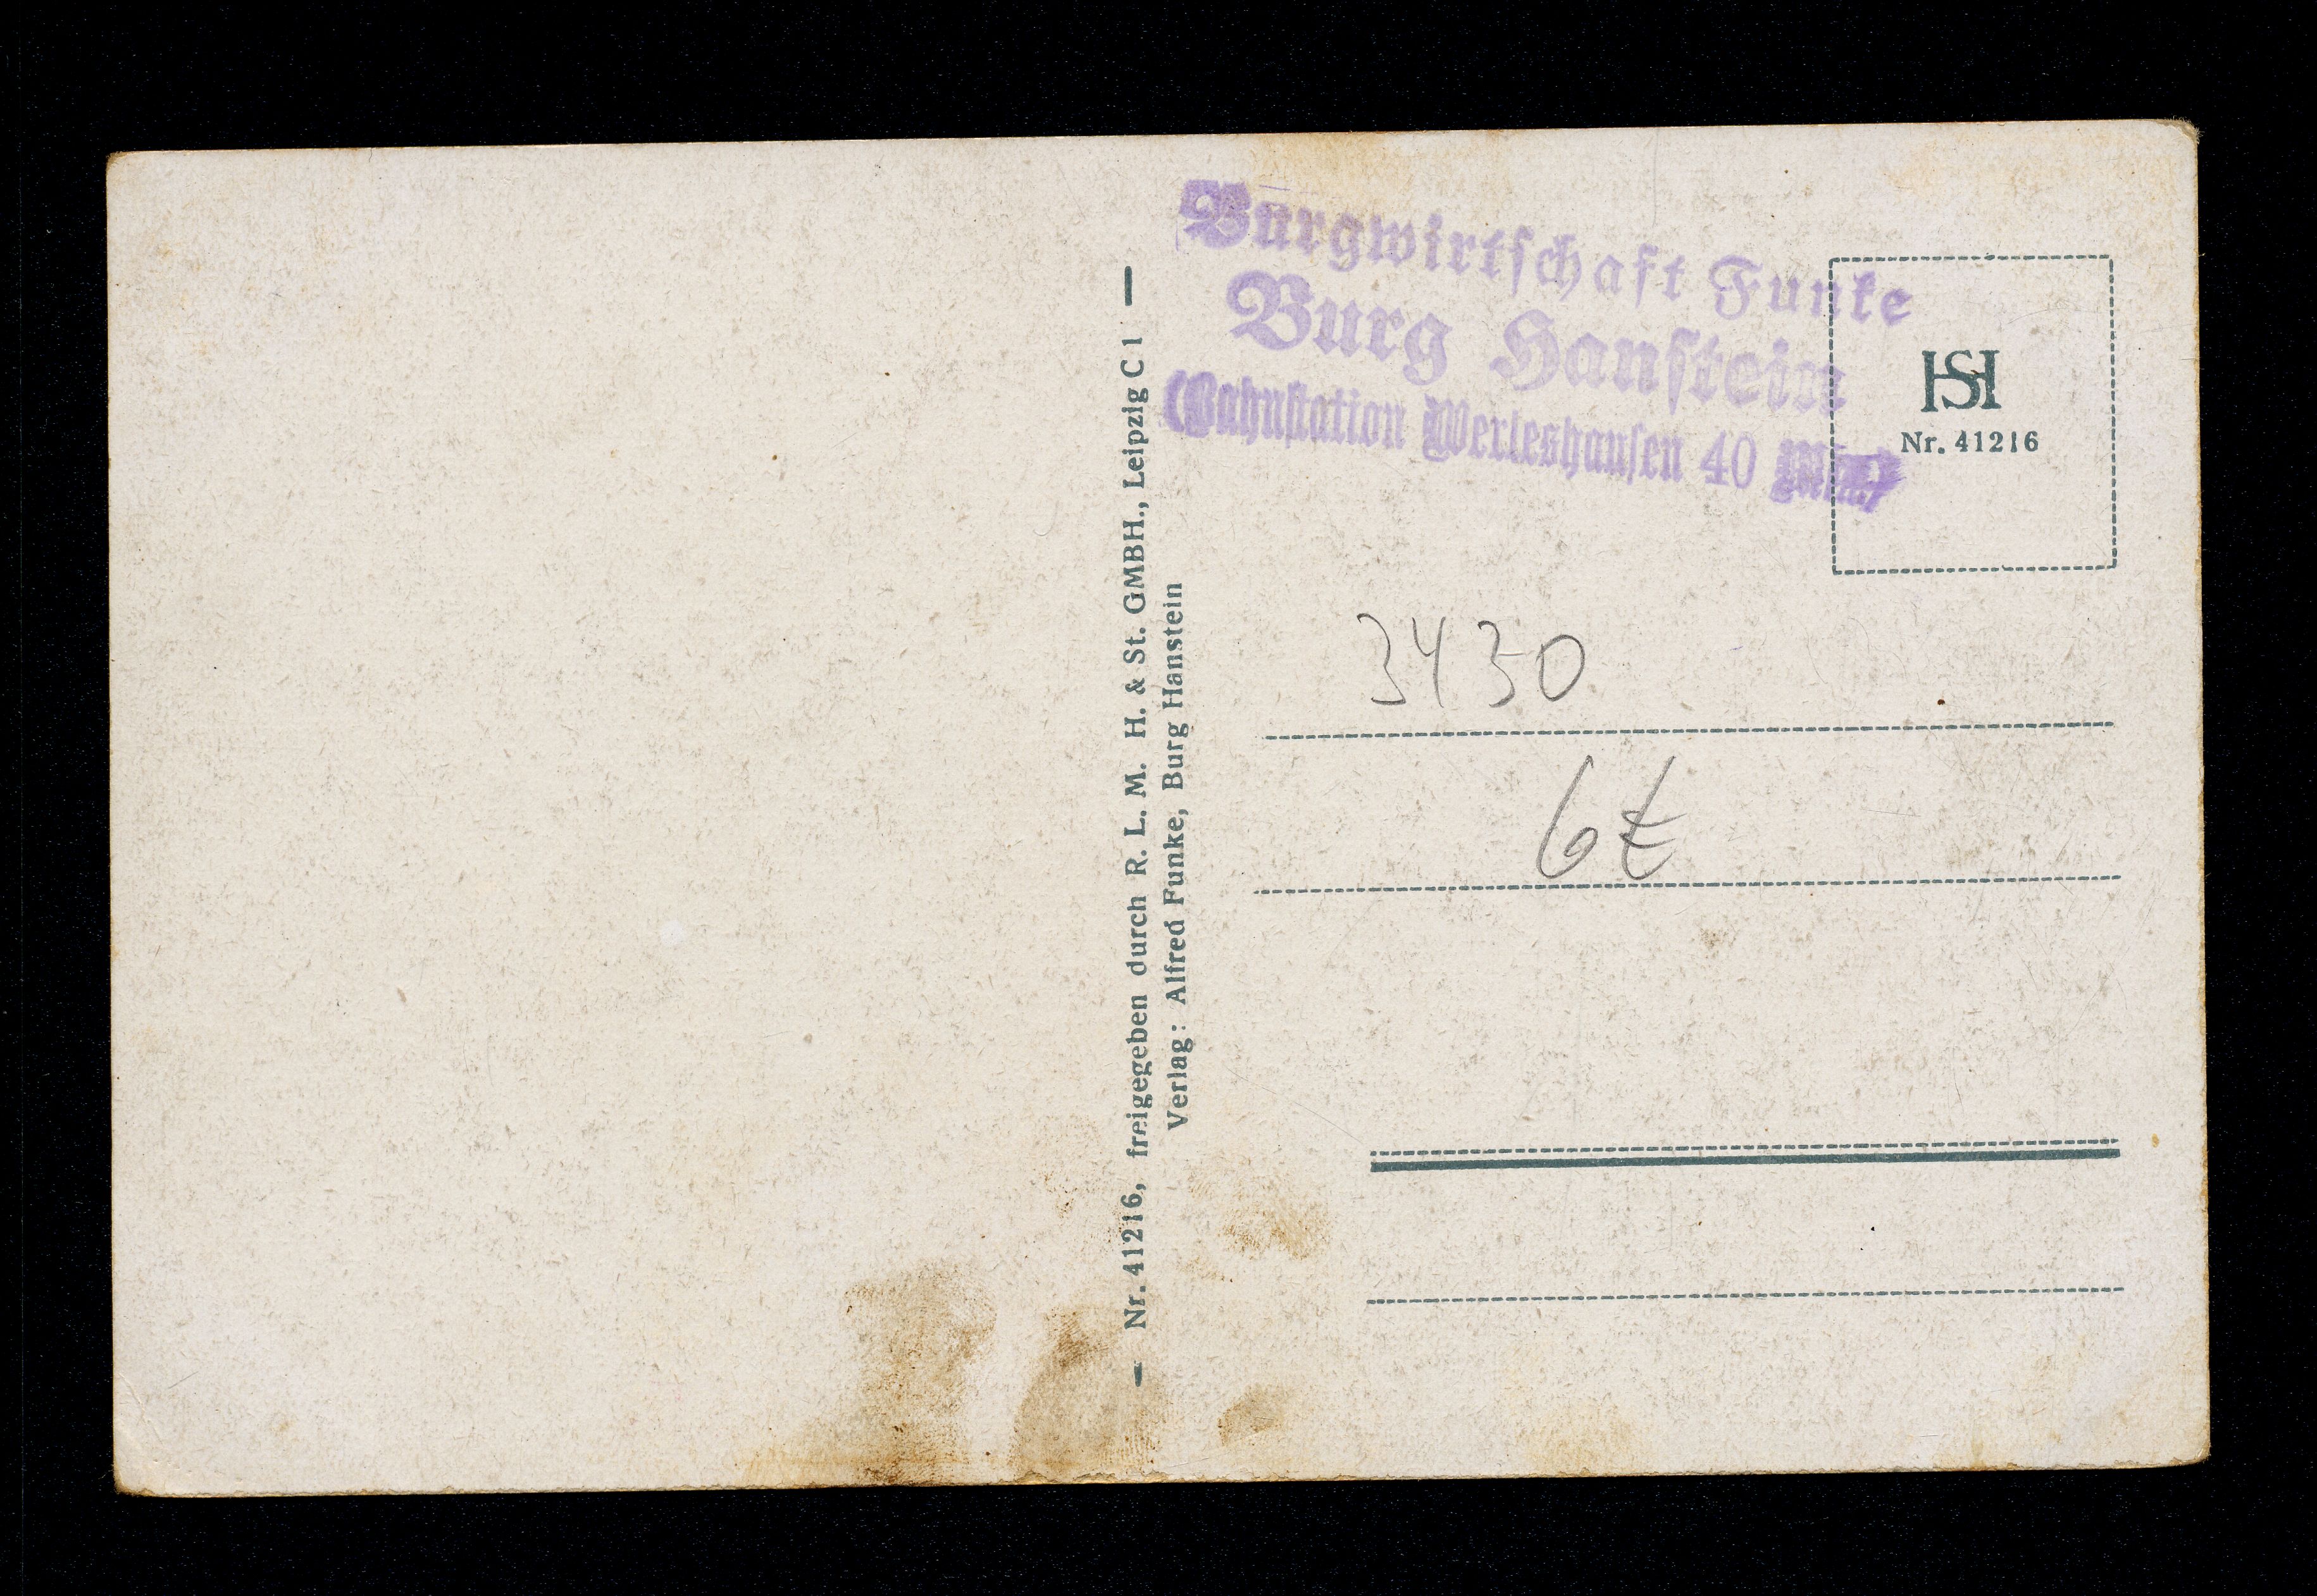 Burgwirtschaft Funke
Burg Hanstein
(Bahnstation Werleshausen 40 Min.)
HSt
Nr. 41216
Nr. 41216, freigegeben durch R. L. M. H. & St. GMBH., Leipzig C 1
Verlag: Alfred Funke, Burg Hanstein
3430
6€